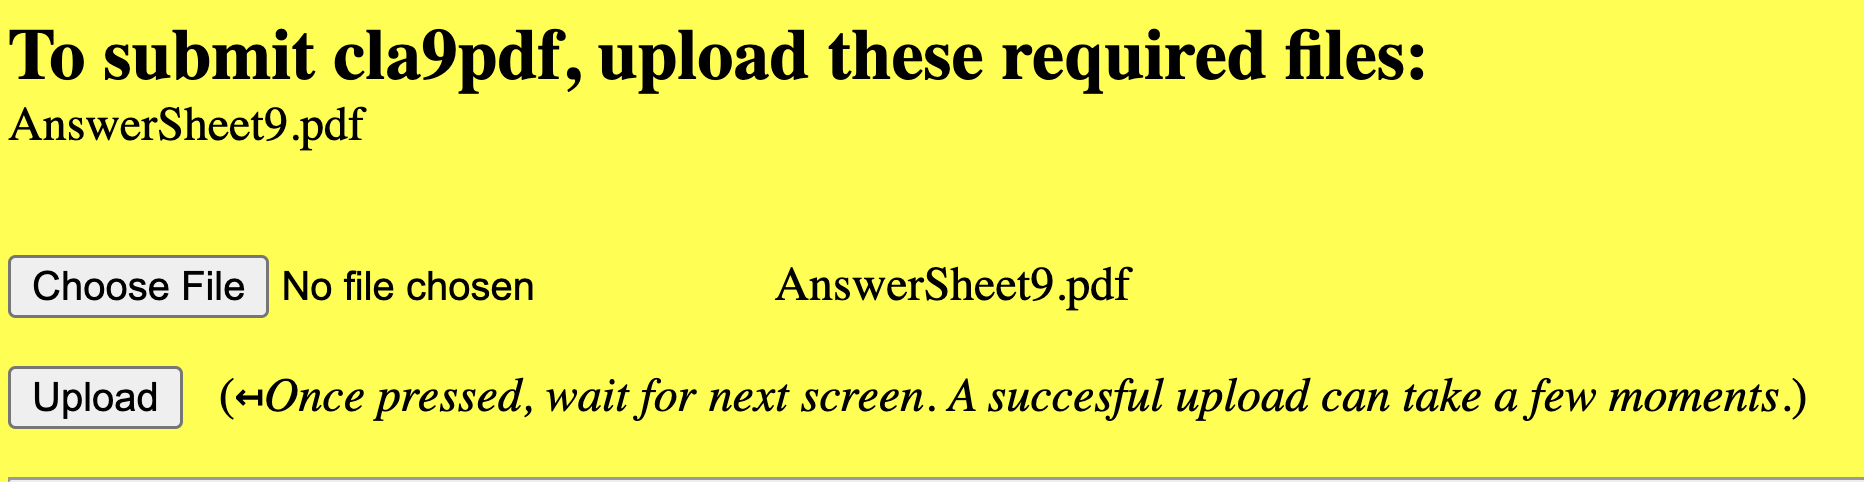 To submit cla9pdf, upload these required files:
AnswerSheet9.pdf
Choose File No file chosen AnswerSheet9.pdf
Upload (↤Once pressed, wait for next screen. A succesful upload can take a few moments.)